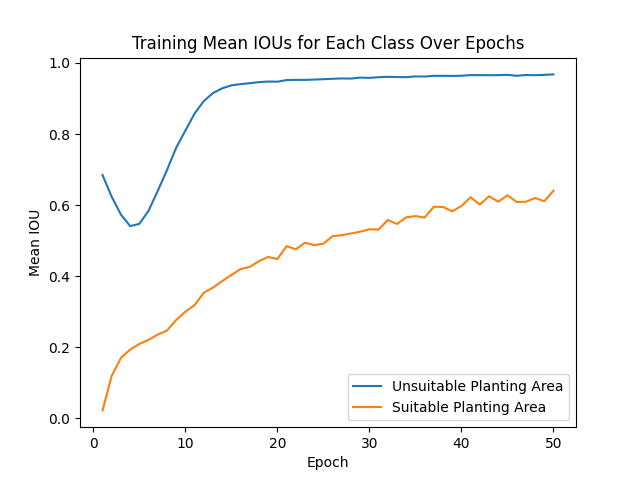 Training Mean IOUs for Each Class Over Epochs
1.0
0.8
0.6
0.4
0.2
0.0
Mean IOU
Unsuitable Planting Area
Suitable Planting Area
0 10 20 30 40 50
Epoch